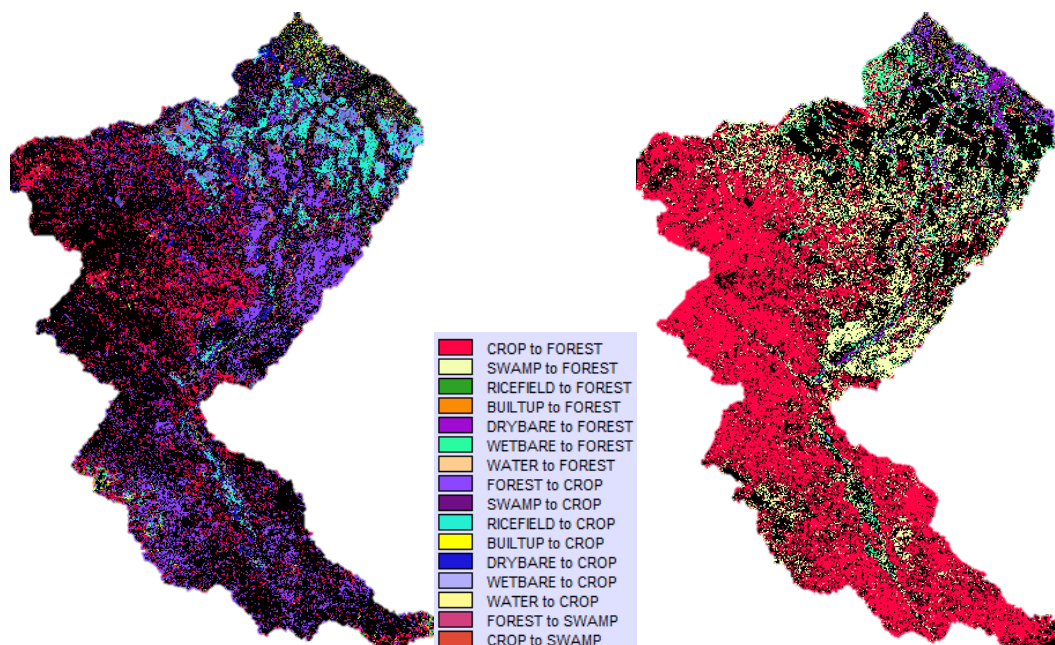 CROP to FOREST
SWAMP to FOREST
RICEFIELD to FOREST
BUILTUP to FOREST
DRYBARE to FOREST
WETBARE to FOREST
WATER to FOREST
FOREST to CROP
SWAMP to CROP
RICEFIELD to CROP
BUILTUP to CROP
DRYBARE to CROP
WETBARE to CROP
WATER to CROP
FOREST to SWAMP
CROP to SWAMP